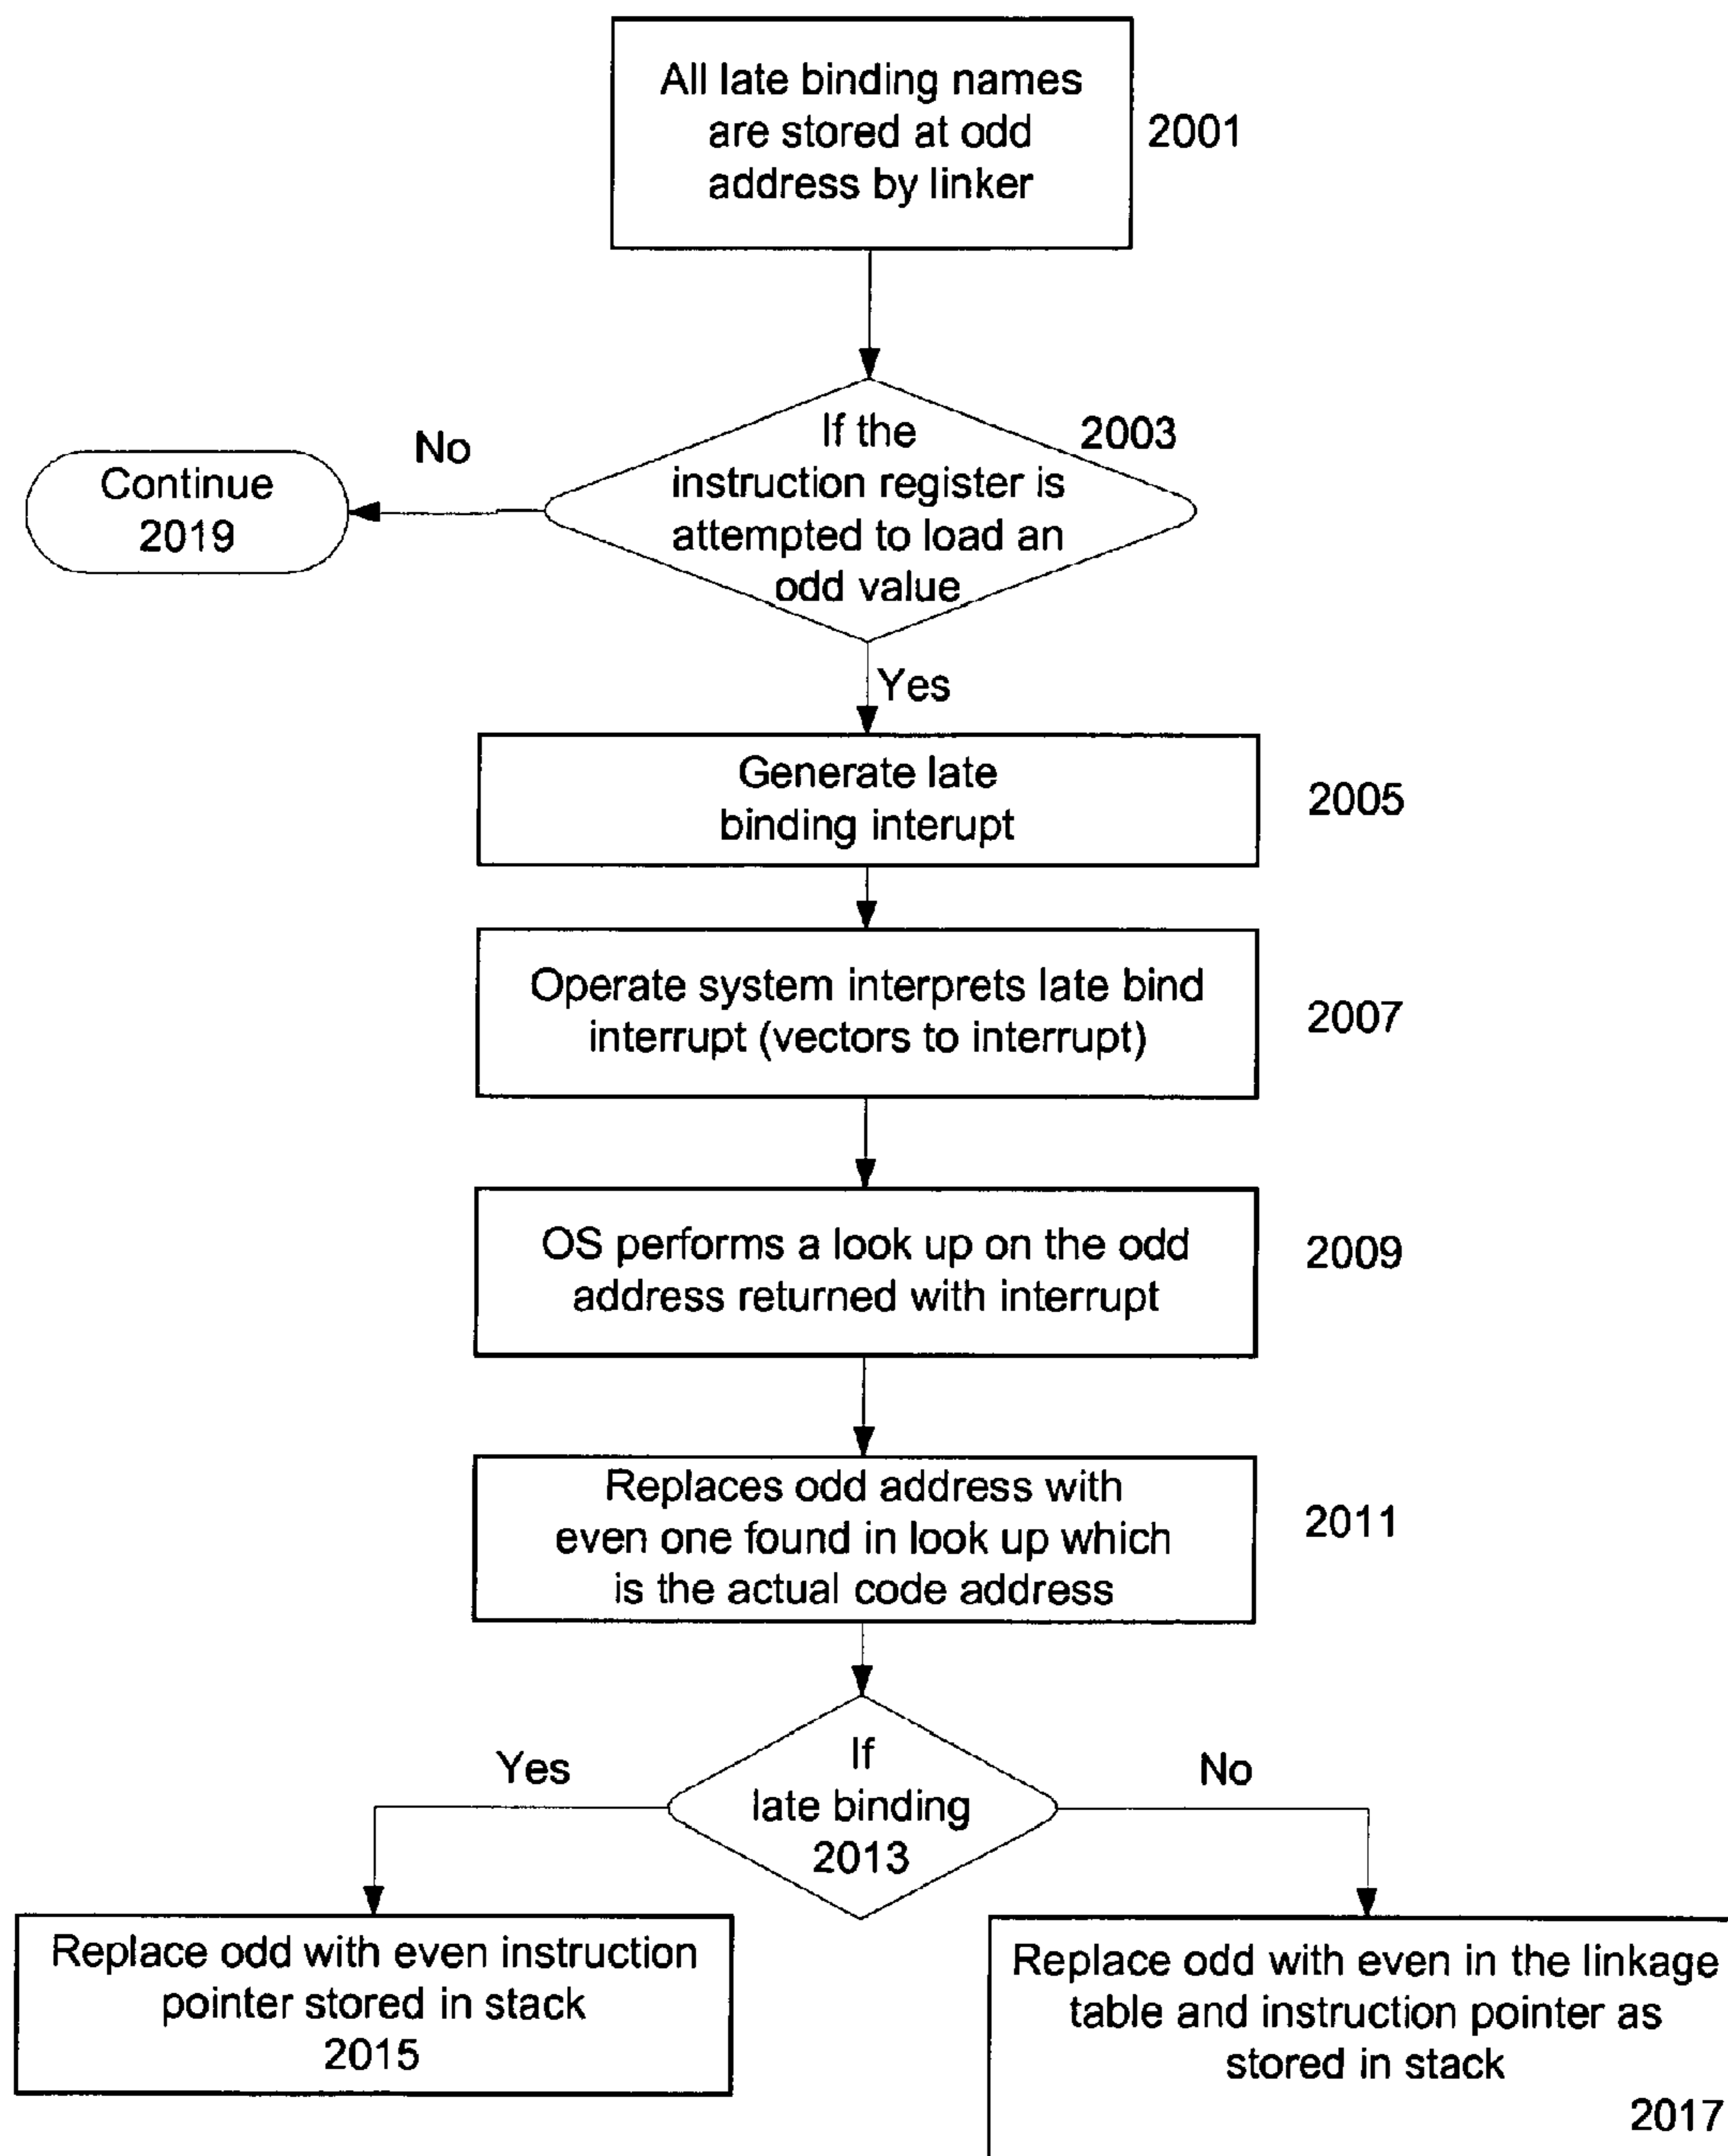 All late binding names
are stored at odd
address by linker
2001
If the
instruction register is
attempted to load an
odd value
2003
No
Continue
2019
Yes
Generate late
binding interupt
2005
Operate system interprets late bind
interrupt (vectors to interrupt)
2007
OS performs a look up on the odd
address returned with interrupt
2009
Replaces odd address with
even one found in look up which
is the actual code address
2011
If
late binding
2013
Yes
No
Replace odd with even instruction
pointer stored in stack
2015
Replace odd with even in the linkage
table and instruction pointer as
stored in stack
2017